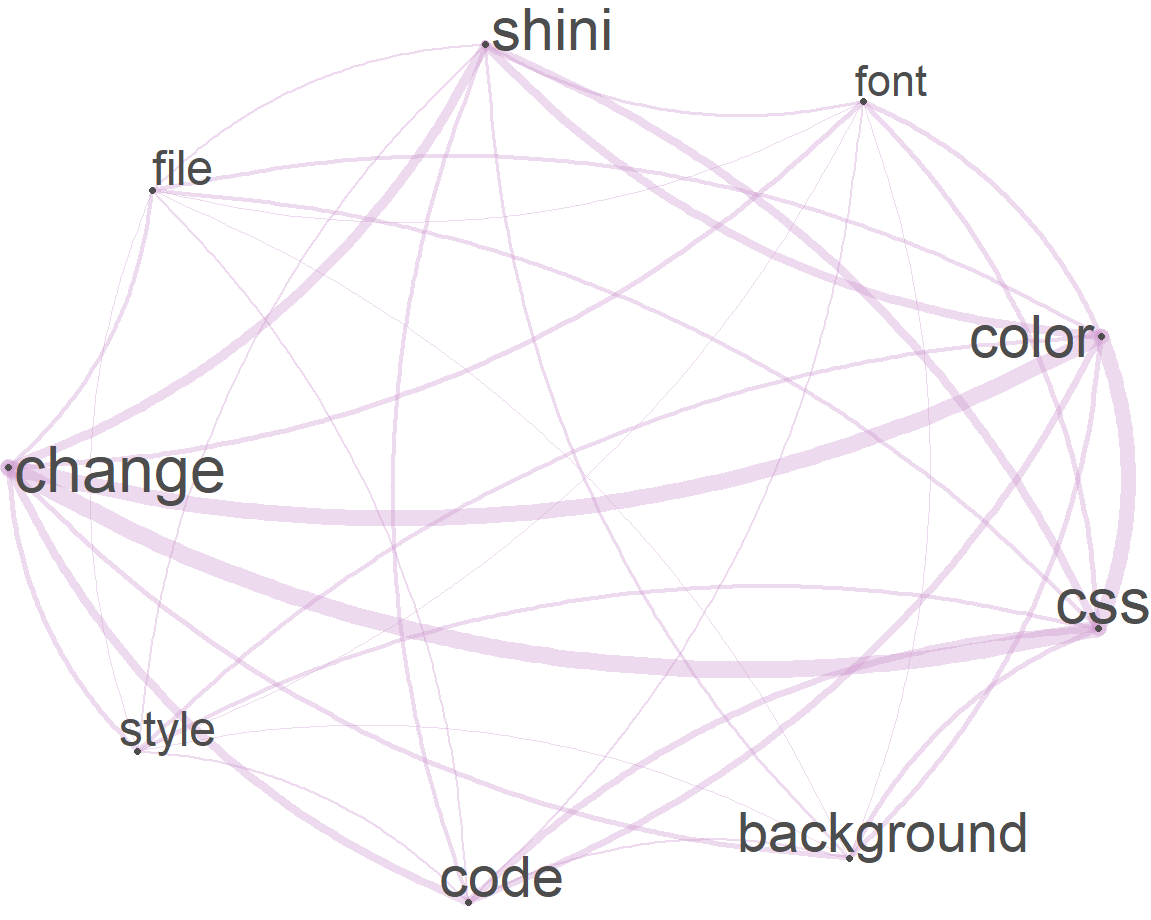 shini
font
file
color
change
css
style
background
code